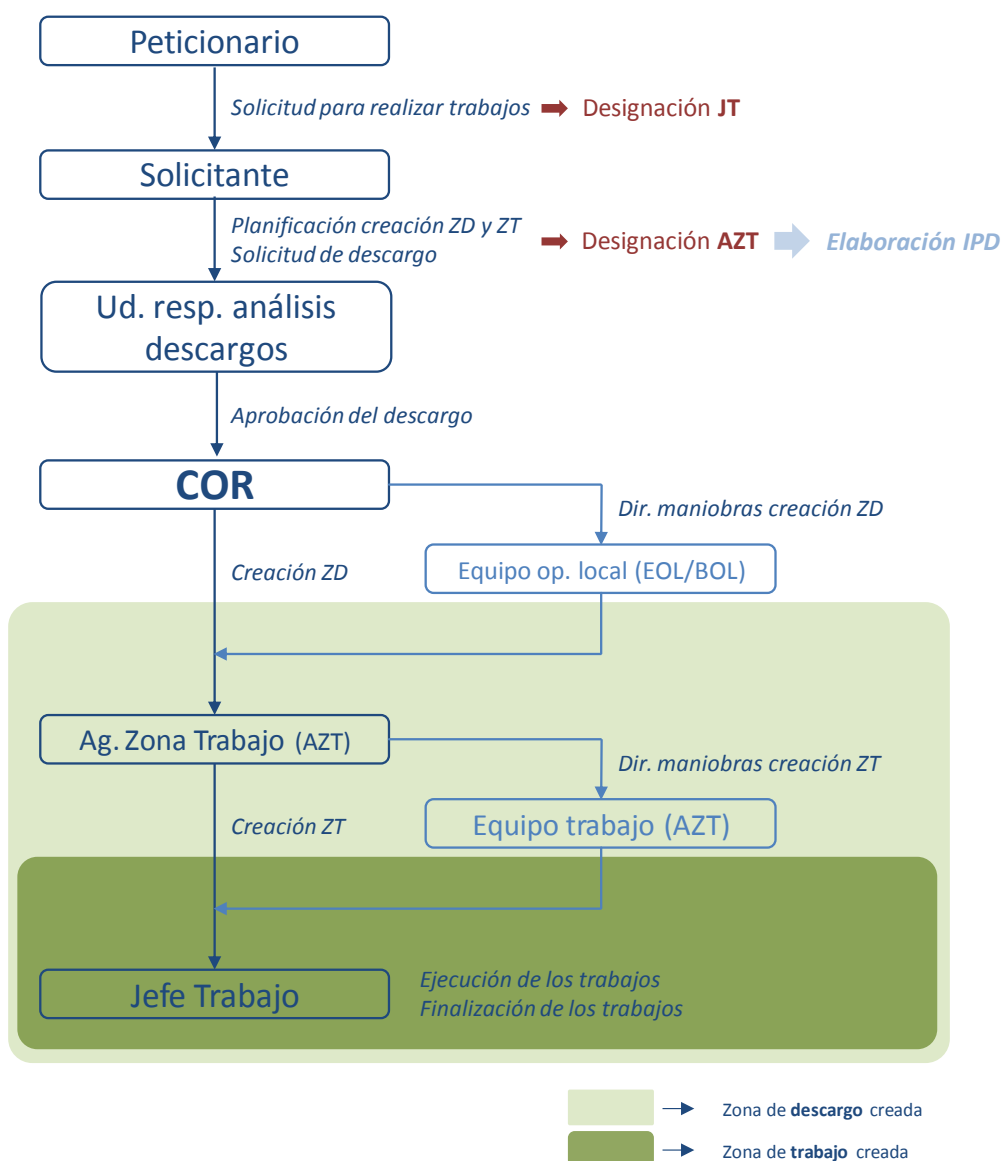 Peticionario
Solicitud para realizar trabajos
Designación JT
Solicitante
Planificación creación ZD y ZT
Solicitud de descargo
Designación AZT
Elaboración IPD
Ud. resp. análisis
descargos
Aprobación del descargo
COR
Dir. maniobras creación ZD
Creación ZD
Equipo op. local (EOL/BOL)
Ag. Zona Trabajo (AZT)
Dir. maniobras creación ZT
Creación ZT
Equipo trabajo (AZT)
Jefe Trabajo
Ejecución de los trabajos
Finalización de los trabajos
Zona de descargo creada
Zona de trabajo creada